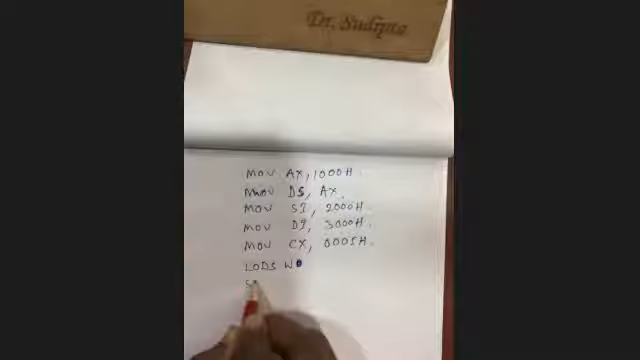 Dr. Sudipta
MOV AX, 1000H
MOV DS, AX.
MOV SI, 2000H.
MOV DI, 3000H.
MOV CX, 0005H.
LODS W